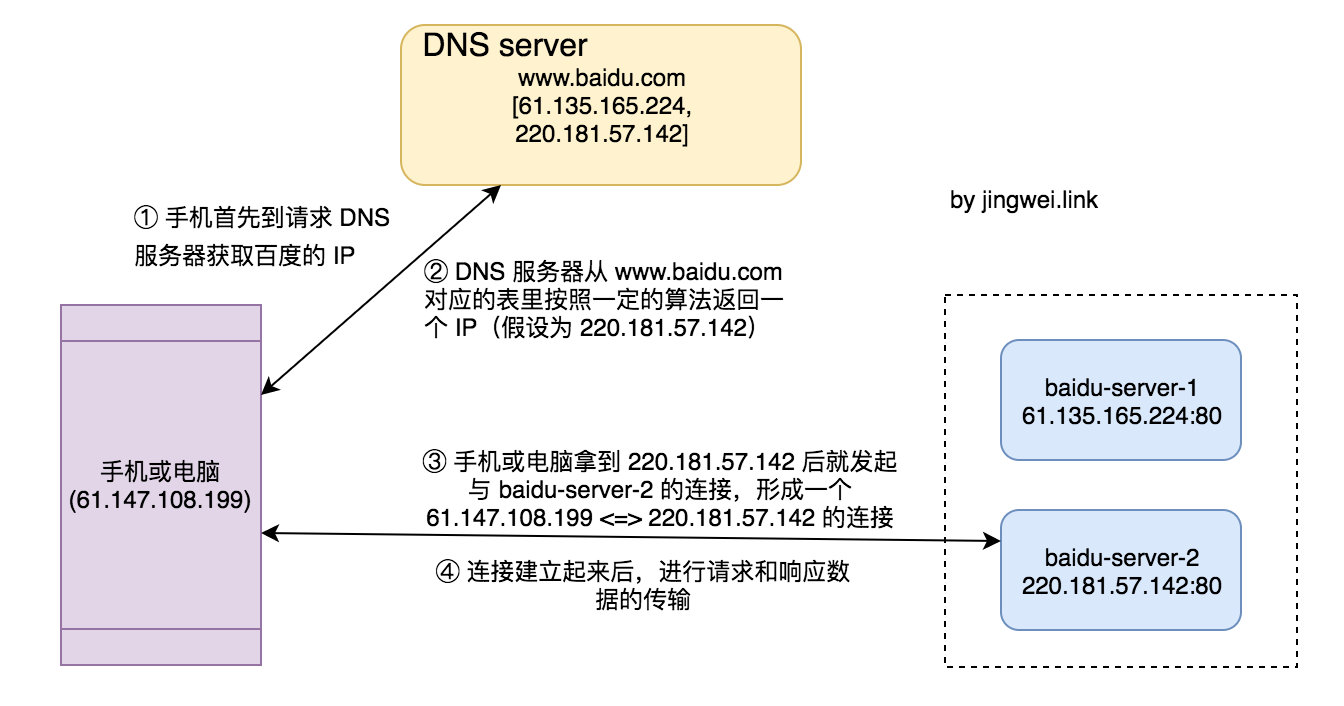 DNS server
www.baidu.com
[61.135.165.224,
220.181.57.142]
by jingwei.link
① 手机首先到请求 DNS
服务器获取百度的 IP
② DNS 服务器从 www.baidu.com
对应的表里按照一定的算法返回一
个 IP（假设为 220.181.57.142）
手机或电脑
(61.147.108.199)
③ 手机或电脑拿到 220.181.57.142 后就发起
与 baidu-server-2 的连接，形成一个
61.147.108.199 <=> 220.181.57.142 的连接
④ 连接建立起来后，进行请求和响应数
据的传输
baidu-server-1
61.135.165.224:80
baidu-server-2
220.181.57.142:80